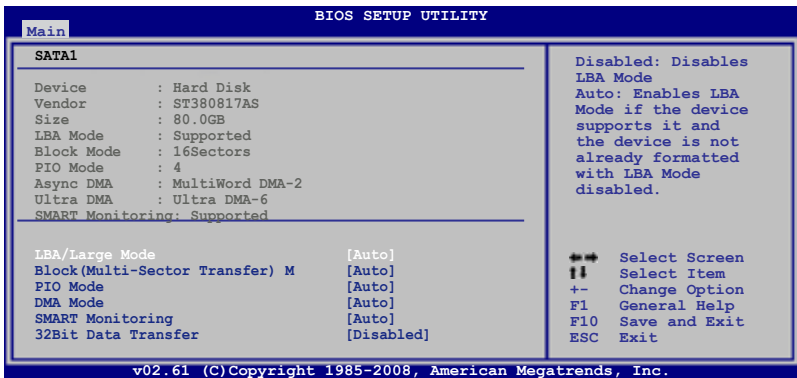 BIOS SETUP UTILITY
Main
SATA1
Device : Hard Disk
Vendor : ST380817AS
Size : 80.0GB
LBA Mode : Supported
Block Mode : 16Sectors
PIO Mode : 4
Async DMA : MultiWord DMA-2
Ultra DMA : Ultra DMA-6
SMART Monitoring: Supported
LBA/Large Mode [Auto]
Block(Multi-Sector Transfer) M [Auto]
PIO Mode [Auto]
DMA Mode [Auto]
SMART Monitoring [Auto]
32Bit Data Transfer [Disabled]
Disabled: Disables
LBA Mode
Auto: Enables LBA
Mode if the device
supports it and
the device is not
already formatted
with LBA Mode
disabled.
Select Screen
Select Item
+- Change Option
F1 General Help
F10 Save and Exit
ESC Exit
v02.61 (C)Copyright 1985-2008, American Megatrends, Inc.